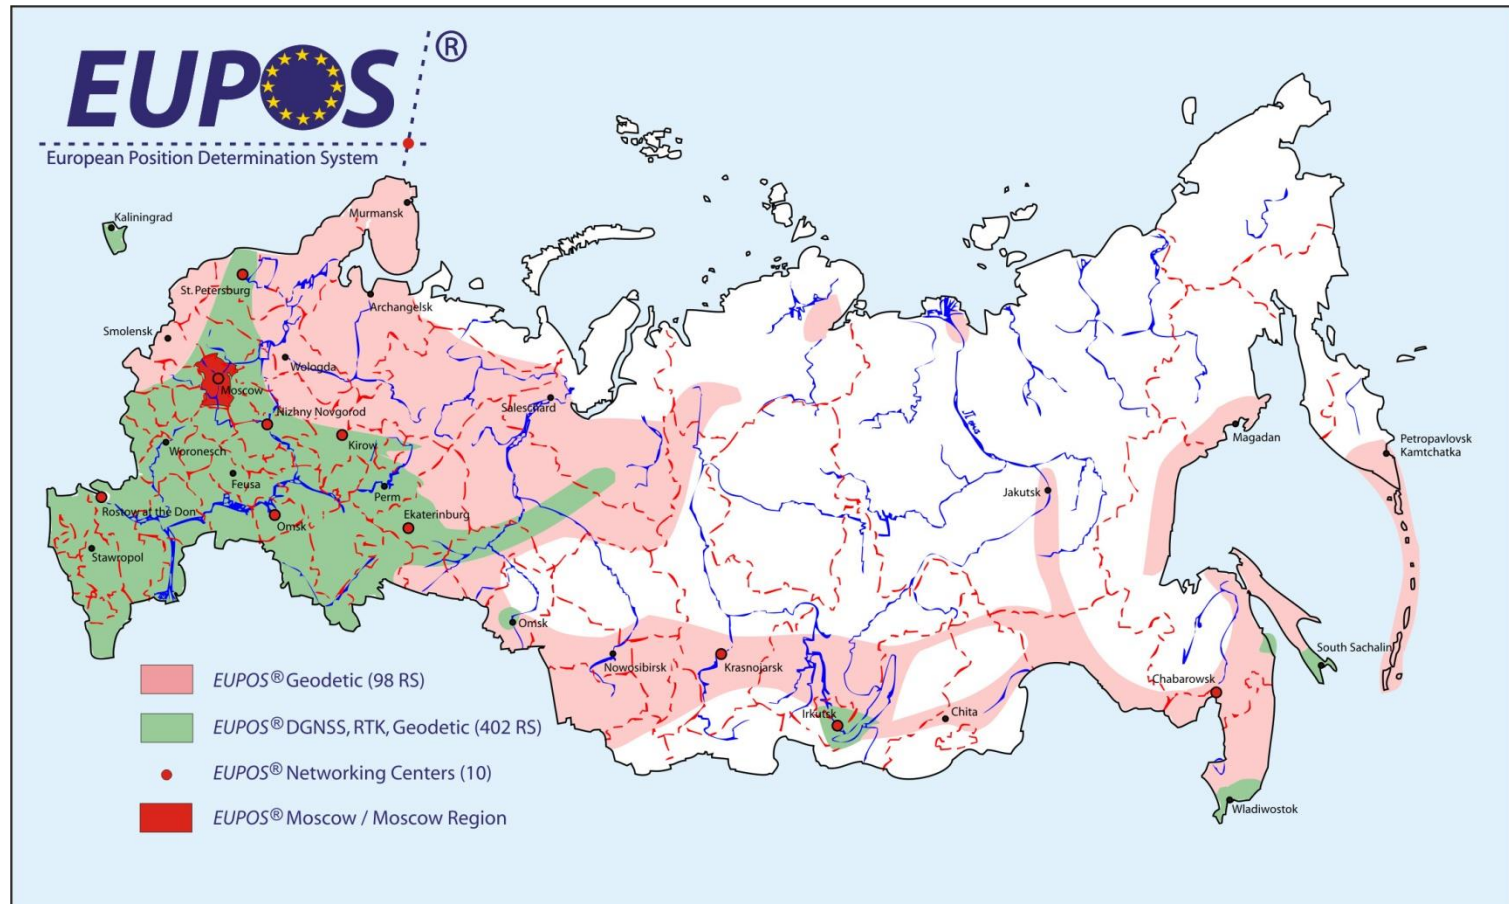 EUPOS®
European Position Determination System
Kaliningrad
Murmansk
St. Petersburg
Archangelsk
Smolensk
Wologda
Moscow
Saleschard
Nizhny Novgorod
Kirow
Woronesch
Feusa
Perm
Rostow at the Don
Omsk
Ekaterinburg
Stawropol
Omsk
Nowosibirsk
Krasnojarsk
Irkutsk
Chita
Jakutsk
Magadan
Petropavlovsk
Kamtchatka
South Sachalin
Chabarowsk
Wladiwostok
EUPOS® Geodetic (98 RS)
EUPOS® DGNSS, RTK, Geodetic (402 RS)
EUPOS® Networking Centers (10)
EUPOS® Moscow / Moscow Region